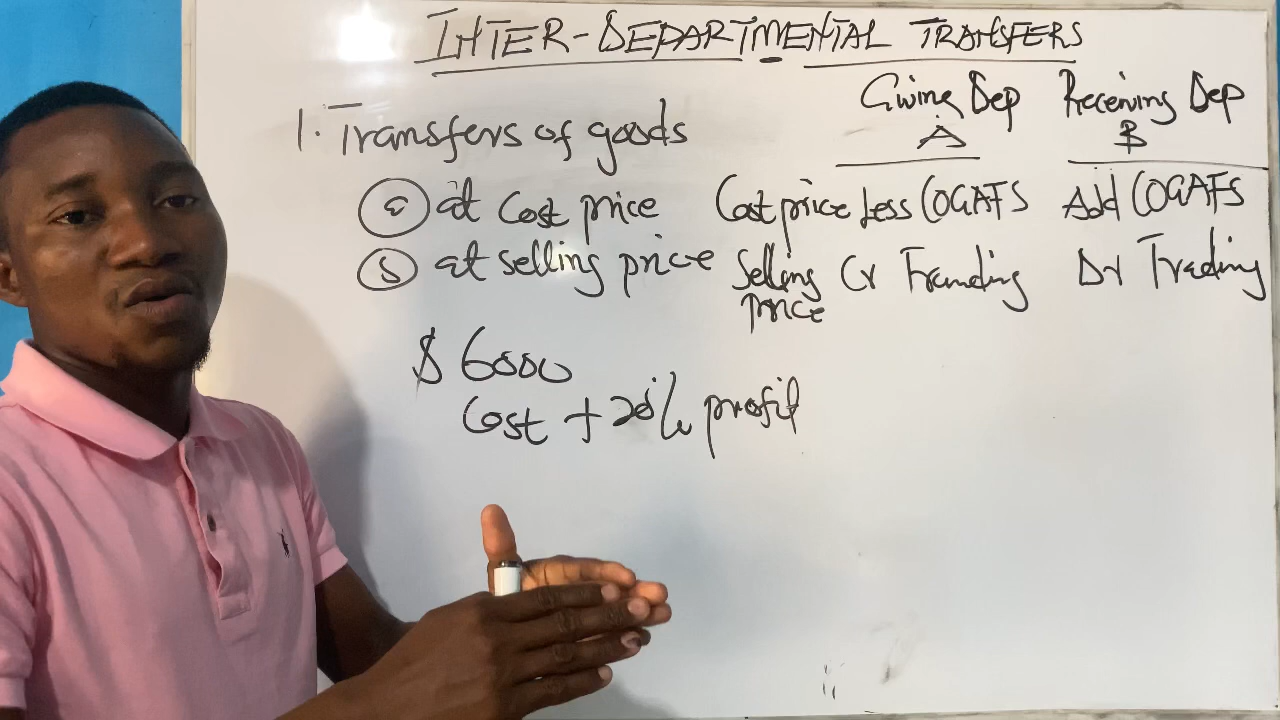 INTER-DEPARTMENTAL TRANSFERS
Giving Dep Receiving Dep
A B
1. Transfers of goods
(a) at cost price Cost price Less COGAFS Add COGAFS
(b) at selling price Selling price Cr Tranding Dr Trading
$ 6000
Cost + 20% profit